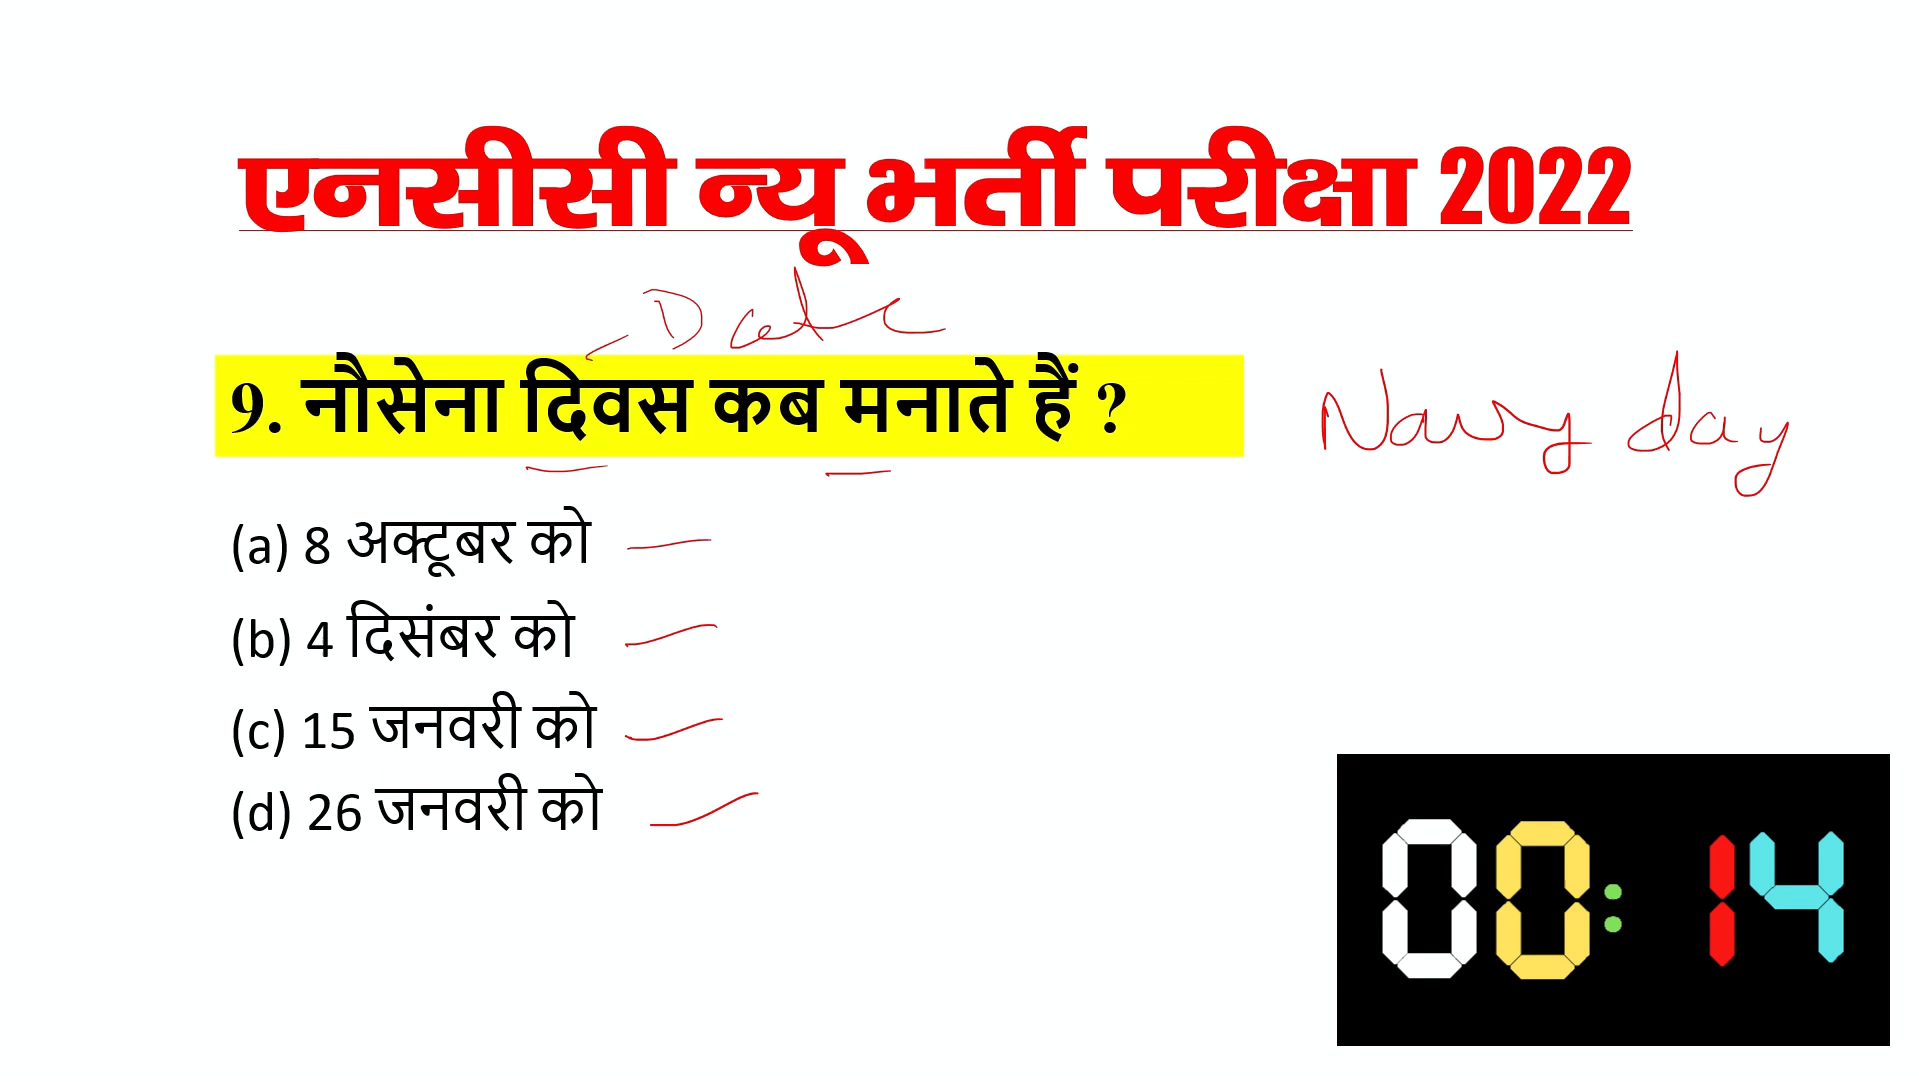 एनसीसी न्यू भर्ती परीक्षा 2022
Date
9. नौसेना दिवस कब मनाते हैं ?
Navy day
(a) 8 अक्टूबर को
(b) 4 दिसंबर को
(c) 15 जनवरी को
(d) 26 जनवरी को
00:14